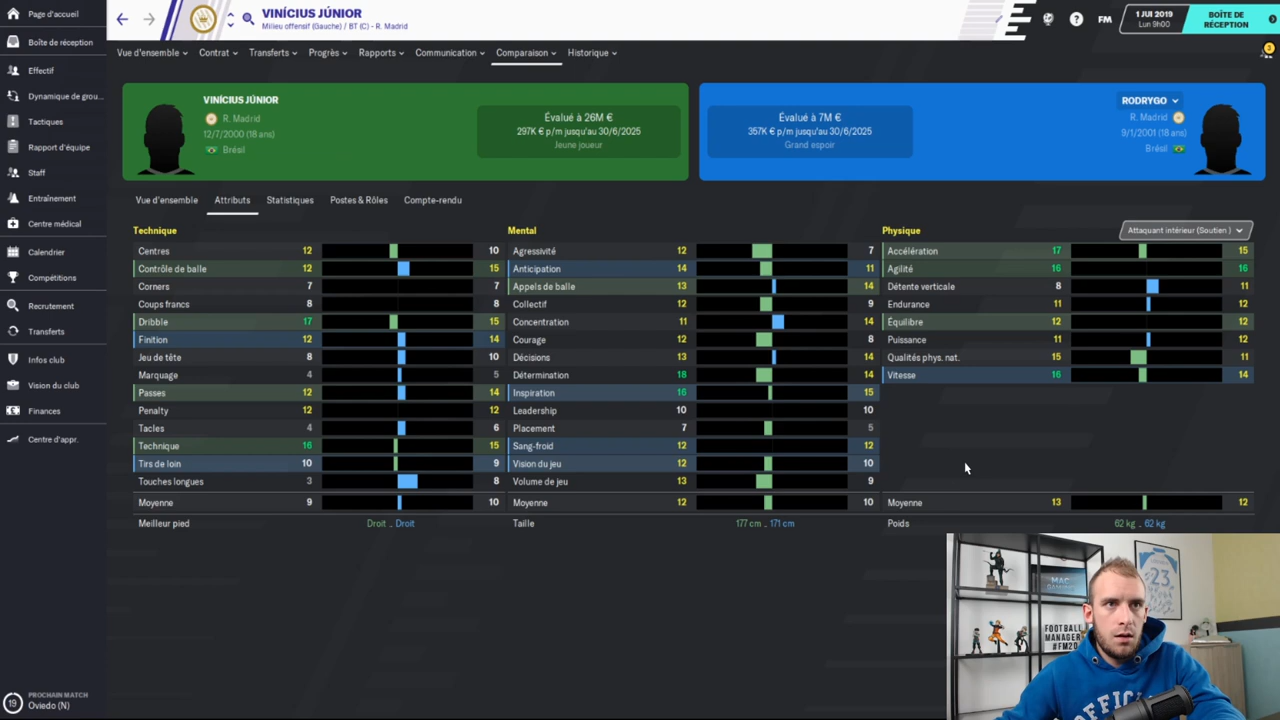 Page d'accueil
Boîte de réception
Effectif
Dynamique de grou...
Tactiques
Rapport d'équipe
Staff
Entraînement
Centre médical
Calendrier
Compétitions
Recrutement
Transferts
Infos club
Vision du club
Finances
Centre d'appr.
19
PROCHAIN MATCH
Oviedo (N)
VINÍCIUS JÚNIOR
Milieu offensif (Gauche) / BT (C) - R. Madrid
? FM
1 JUI 2019
Lun 9h00
BOÎTE DE
RÉCEPTION
Vue d'ensemble Contrat Transferts Progrès Rapports Communication Comparaison Historique
3
VINICIUS JÚNIOR
R. Madrid
12/7/2000 (18 ans)
Brésil
Évalué à 26M €
297K € p/m jusqu'au 30/6/2025
Jeune joueur
Évalué à 7M €
357K € p/m jusqu'au 30/6/2025
Grand espoir
RODRYGO
R. Madrid
9/1/2001 (18 ans)
Brésil
Vue d'ensemble Attributs Statistiques Postes & Rôles Compte-rendu
Technique
Centres 12 10
Contrôle de balle 12 15
Corners 7 7
Coups francs 8 8
Dribble 17 15
Finition 12 14
Jeu de tête 8 10
Marquage 4 5
Passes 12 14
Penalty 12 12
Tacles 4 6
Technique 16 15
Tirs de loin 10 9
Touches longues 3 8
Moyenne 9 10
Meilleur pied Droit . Droit
Mental
Agressivité 12 7
Anticipation 14 11
Appels de balle 13 14
Collectif 12 9
Concentration 11 14
Courage 12 8
Décisions 13 14
Détermination 18 14
Inspiration 16 15
Leadership 10 10
Placement 7 5
Sang-froid 12 12
Vision du jeu 12 10
Volume de jeu 12 9
Moyenne 12 10
Taille 177 cm . 171 cm
Physique
Attaquant intérieur (Soutien )
Accélération 17 15
Agilité 16 16
Détente verticale 8 11
Endurance 11 12
Équilibre 12 12
Puissance 11 12
Qualités phys. nat. 15 11
Vitesse 16 14
Moyenne 13 12
Poids 62 kg . 62 kg
23
FOOTBALL
MANAGER
#FM20
OFFIC